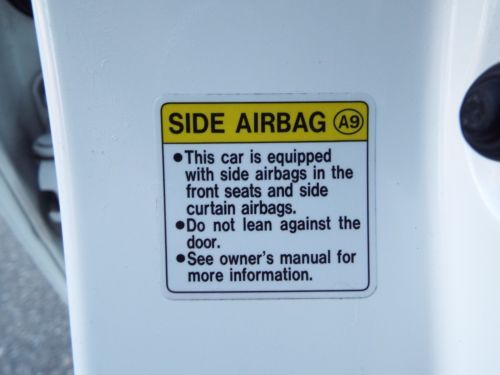 SIDE AIRBAG A9
●This car is equipped
with side airbags in the
front seats and side
curtain airbags.
●Do not lean against the
door.
●See owner's manual for
more information.